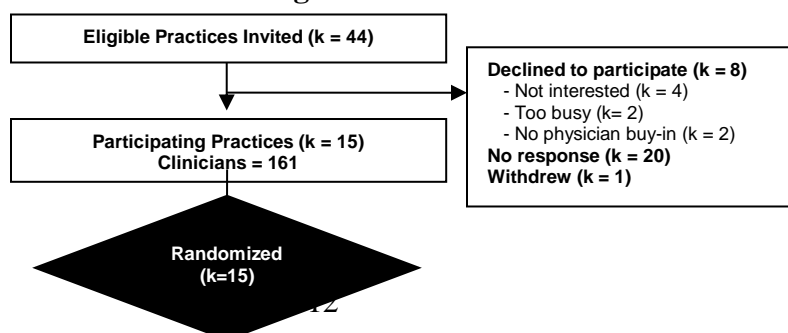 Eligible Practices Invited (k = 44)
Declined to participate (k = 8)
- Not interested (k = 4)
- Too busy (k= 2)
- No physician buy-in (k = 2)
No response (k = 20)
Withdrew (k = 1)
Participating Practices (k = 15)
Clinicians = 161
Randomized
(k=15)